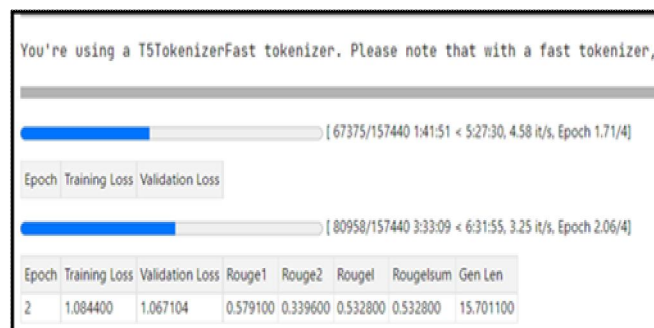 You're using a T5TokenizerFast tokenizer. Please note that with a fast tokenizer,
[ 67375/157440 1:41:51 < 5:27:30, 4.58 it/s, Epoch 1.71/4]
Epoch Training Loss Validation Loss
[ 80958/157440 3:33:09 < 6:31:55, 3.25 it/s, Epoch 2.06/4]
Epoch Training Loss Validation Loss Rouge1 Rouge2 Rougel Rougelsum Gen Len
2 1.084400 1.067104 0.579100 0.339600 0.532800 0.532800 15.701100